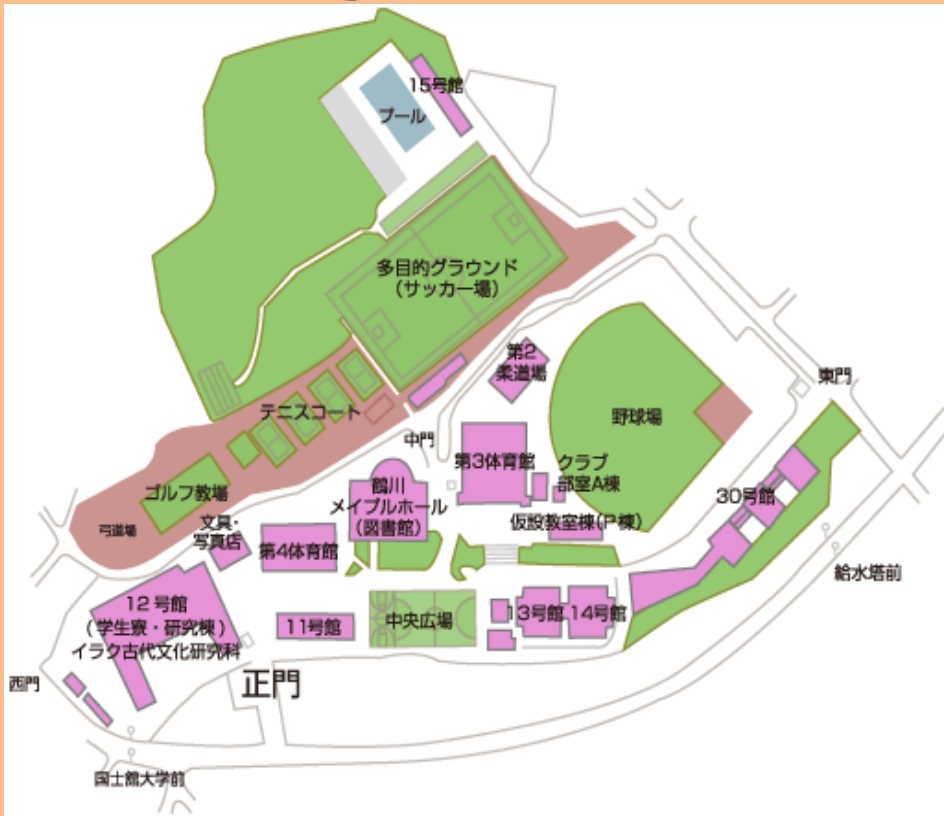 15号館
プール
多目的グラウンド
（サッカー場）
第2
柔道場
東門
テニスコート
野球場
中門
第3体育館
クラブ
部室A棟
30号館
ゴルフ教場
鶴川
メイプルホール
（図書館）
仮設教室棟(P棟)
弓道場
文具・
写真店
第4体育館
給水塔前
12号館
(学生寮・研究棟)
イラク古代文化研究科
11号館
中央広場
13号館
14号館
西門
正門
国士館大学前